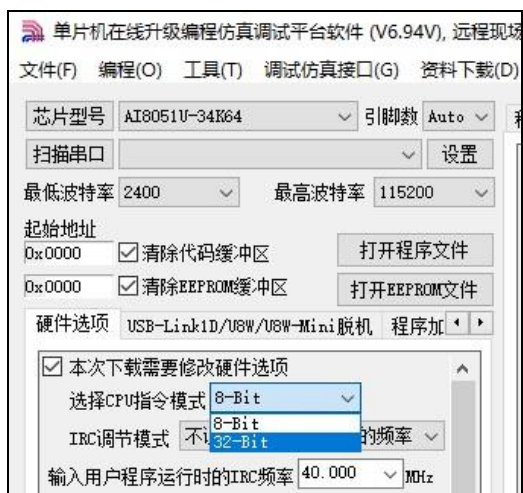 单片机在线升级编程仿真调试平台软件 (V6.94V), 远程现场
文件(F) 编程(O) 工具(T) 调试仿真接口(G) 资料下载(D)
芯片型号 AI8051U-34K64 引脚数 Auto
扫描串口 设置
最低波特率 2400 最高波特率 115200
起始地址
0x0000 清除代码缓冲区 打开程序文件
0x0000 清除EEPROM缓冲区 打开EEPROM文件
硬件选项 USB-Link1D/U8W/U8W-Mini脱机 程序加
本次下载需要修改硬件选项
选择CPU指令模式 8-Bit
8-Bit
32-Bit
IRC调节模式 不 的频率
输入用户程序运行时的IRC频率 40.000 MHz